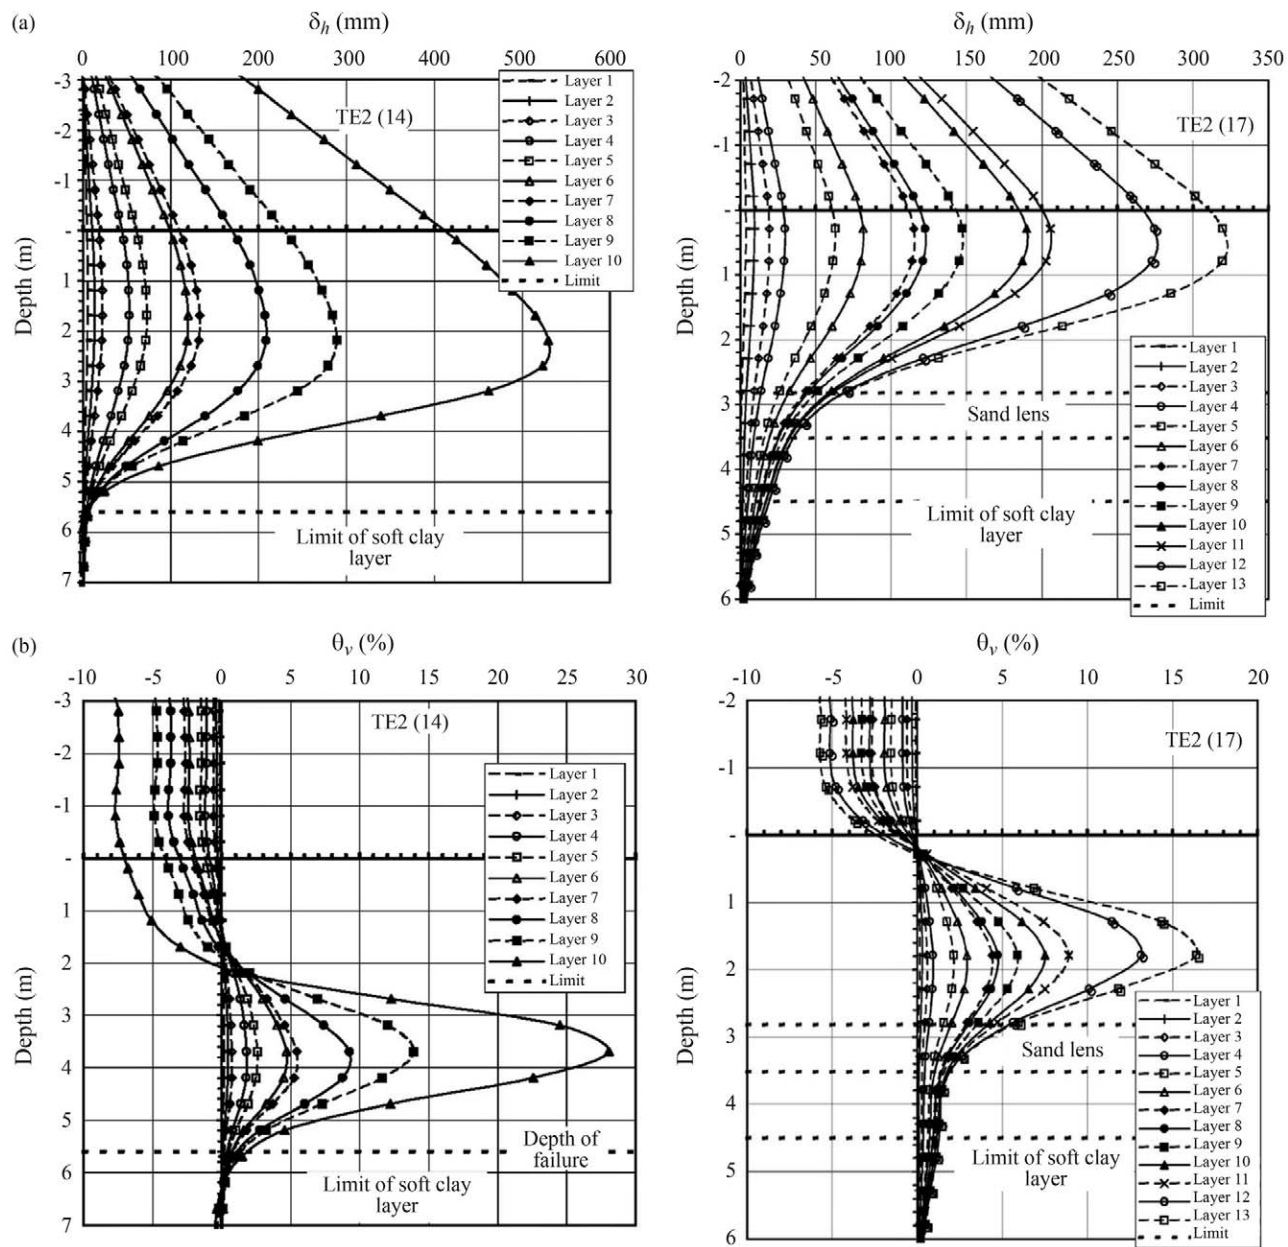 (a)
δh (mm)
0 100 200 300 400 500 600
-3
-2
-1
-
1
2
3
4
5
6
7
Depth (m)
TE2 (14)
Layer 1
Layer 2
Layer 3
Layer 4
Layer 5
Layer 6
Layer 7
Layer 8
Layer 9
Layer 10
Limit
Limit of soft clay
layer
δh (mm)
0 50 100 150 200 250 300 350
-2
-1
-
1
2
3
4
5
6
Depth (m)
TE2 (17)
Sand lens
Limit of soft clay
layer
Layer 1
Layer 2
Layer 3
Layer 4
Layer 5
Layer 6
Layer 7
Layer 8
Layer 9
Layer 10
Layer 11
Layer 12
Layer 13
Limit
(b)
θv (%)
-10 -5 0 5 10 15 20 25 30
-3
-2
-1
-
1
2
3
4
5
6
7
Depth (m)
TE2 (14)
Layer 1
Layer 2
Layer 3
Layer 4
Layer 5
Layer 6
Layer 7
Layer 8
Layer 9
Layer 10
Limit
Depth of
failure
Limit of soft clay
layer
θv (%)
-10 -5 0 5 10 15 20
-2
-1
-
1
2
3
4
5
6
Depth (m)
TE2 (17)
Sand lens
Limit of soft clay
layer
Layer 1
Layer 2
Layer 3
Layer 4
Layer 5
Layer 6
Layer 7
Layer 8
Layer 9
Layer 10
Layer 11
Layer 12
Layer 13
Limit